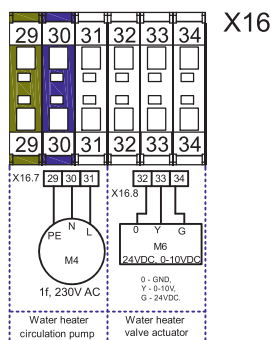 X16
29 30 31 32 33 34
29 30 31 32 33 34
X16.7 29 30 31
32 33 34
X16.8
PE N L
0 Y G
M4
M6
24VDC, 0-10VDC
1f, 230V AC
0 - GND,
Y - 0-10V,
G - 24VDC.
Water heater
circulation pump
Water heater
valve actuator